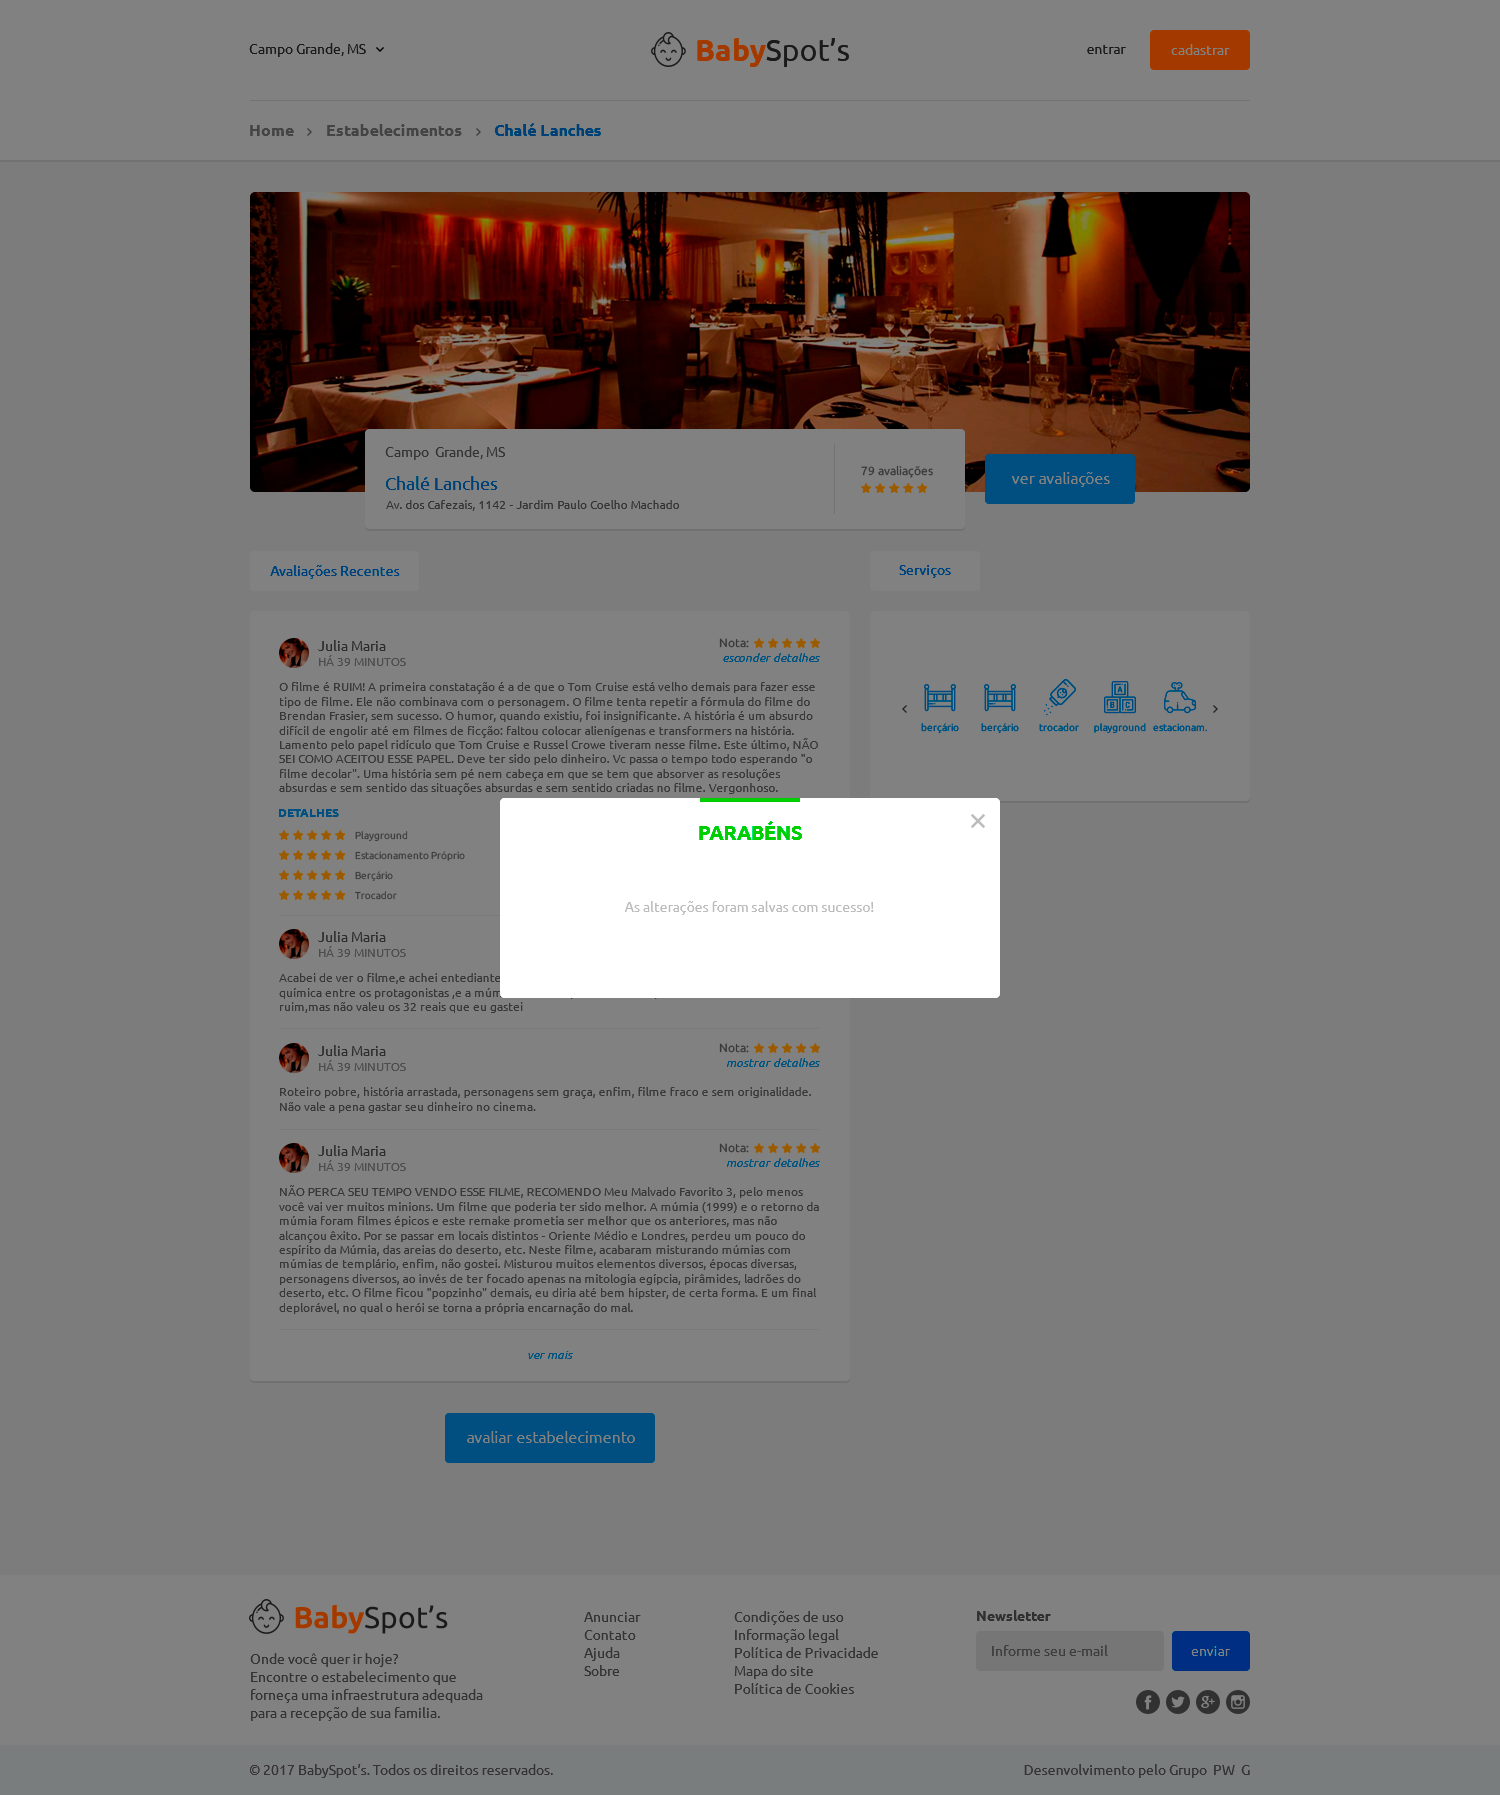 Campo Grande, MS
BabySpot's
entrar
cadastrar
Home
Estabelecimentos
Chalé Lanches
Campo Grande, MS
Chalé Lanches
Av. dos Cafezais, 1142 - Jardim Paulo Coelho Machado
79 avaliações
ver avaliações
Avaliações Recentes
Serviços
Julia Maria
HÁ 39 MINUTOS
Nota:
esconder detalhes
O filme é RUIM! A primeira constatação é a de que o Tom Cruise está velho demais para fazer esse
tipo de filme. Ele não combinava com o personagem. O filme tenta repetir a fórmula do filme do
Brendan Frasier, sem sucesso. O humor, quando existiu, foi insignificante. A história é um absurdo
difícil de engolir até em filmes de ficção: faltou colocar alienígenas e transformers na história.
Lamento pelo papel ridículo que Tom Cruise e Russel Crowe tiveram nesse filme. Este último, NÃO
SEI COMO ACEITOU ESSE PAPEL. Deve ter sido pelo dinheiro. Vc passa o tempo todo esperando "o
filme decolar". Uma história sem pé nem cabeça em que se tem que absorver as resoluções
absurdas e sem sentido das situações absurdas e sem sentido criadas no filme. Vergonhoso.
DETALHES
Playground
Estacionamento Próprio
Berçário
Trocador
berçário
berçário
trocador
playground
estacionam.
PARABÉNS
As alterações foram salvas com sucesso!
Julia Maria
HÁ 39 MINUTOS
Acabei de ver o filme,e achei entediante
química entre os protagonistas ,e a múm
ruim,mas não valeu os 32 reais que eu gastei
Julia Maria
HÁ 39 MINUTOS
Nota:
mostrar detalhes
Roteiro pobre, história arrastada, personagens sem graça, enfim, filme fraco e sem originalidade.
Não vale a pena gastar seu dinheiro no cinema.
Julia Maria
HÁ 39 MINUTOS
Nota:
mostrar detalhes
NÃO PERCA SEU TEMPO VENDO ESSE FILME, RECOMENDO Meu Malvado Favorito 3, pelo menos
você vai ver muitos minions. Um filme que poderia ter sido melhor. A múmia (1999) e o retorno da
múmia foram filmes épicos e este remake prometia ser melhor que os anteriores, mas não
alcançou êxito. Por se passar em locais distintos - Oriente Médio e Londres, perdeu um pouco do
espírito da Múmia, das areias do deserto, etc. Neste filme, acabaram misturando múmias com
múmias de templário, enfim, não gostei. Misturou muitos elementos diversos, épocas diversas,
personagens diversos, ao invés de ter focado apenas na mitologia egípcia, pirâmides, ladrões do
deserto, etc. O filme ficou "popzinho" demais, eu diria até bem hipster, de certa forma. E um final
deplorável, no qual o herói se torna a própria encarnação do mal.
ver mais
avaliar estabelecimento
BabySpot's
Onde você quer ir hoje?
Encontre o estabelecimento que
forneça uma infraestrutura adequada
para a recepção de sua familia.
Anunciar
Contato
Ajuda
Sobre
Condições de uso
Informação legal
Política de Privacidade
Mapa do site
Política de Cookies
Newsletter
Informe seu e-mail
enviar
© 2017 BabySpot's. Todos os direitos reservados.
Desenvolvimento pelo Grupo PW G